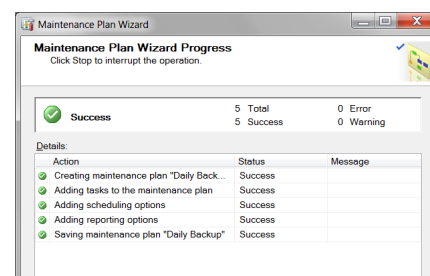 Maintenance Plan Wizard
Maintenance Plan Wizard Progress
Click Stop to interrupt the operation.
Success
5 Total
0 Error
5 Success
0 Warning
Details:
Action Status Message
Creating maintenance plan "Daily Back... Success
Adding tasks to the maintenance plan Success
Adding scheduling options Success
Adding reporting options Success
Saving maintenance plan "Daily Backup" Success